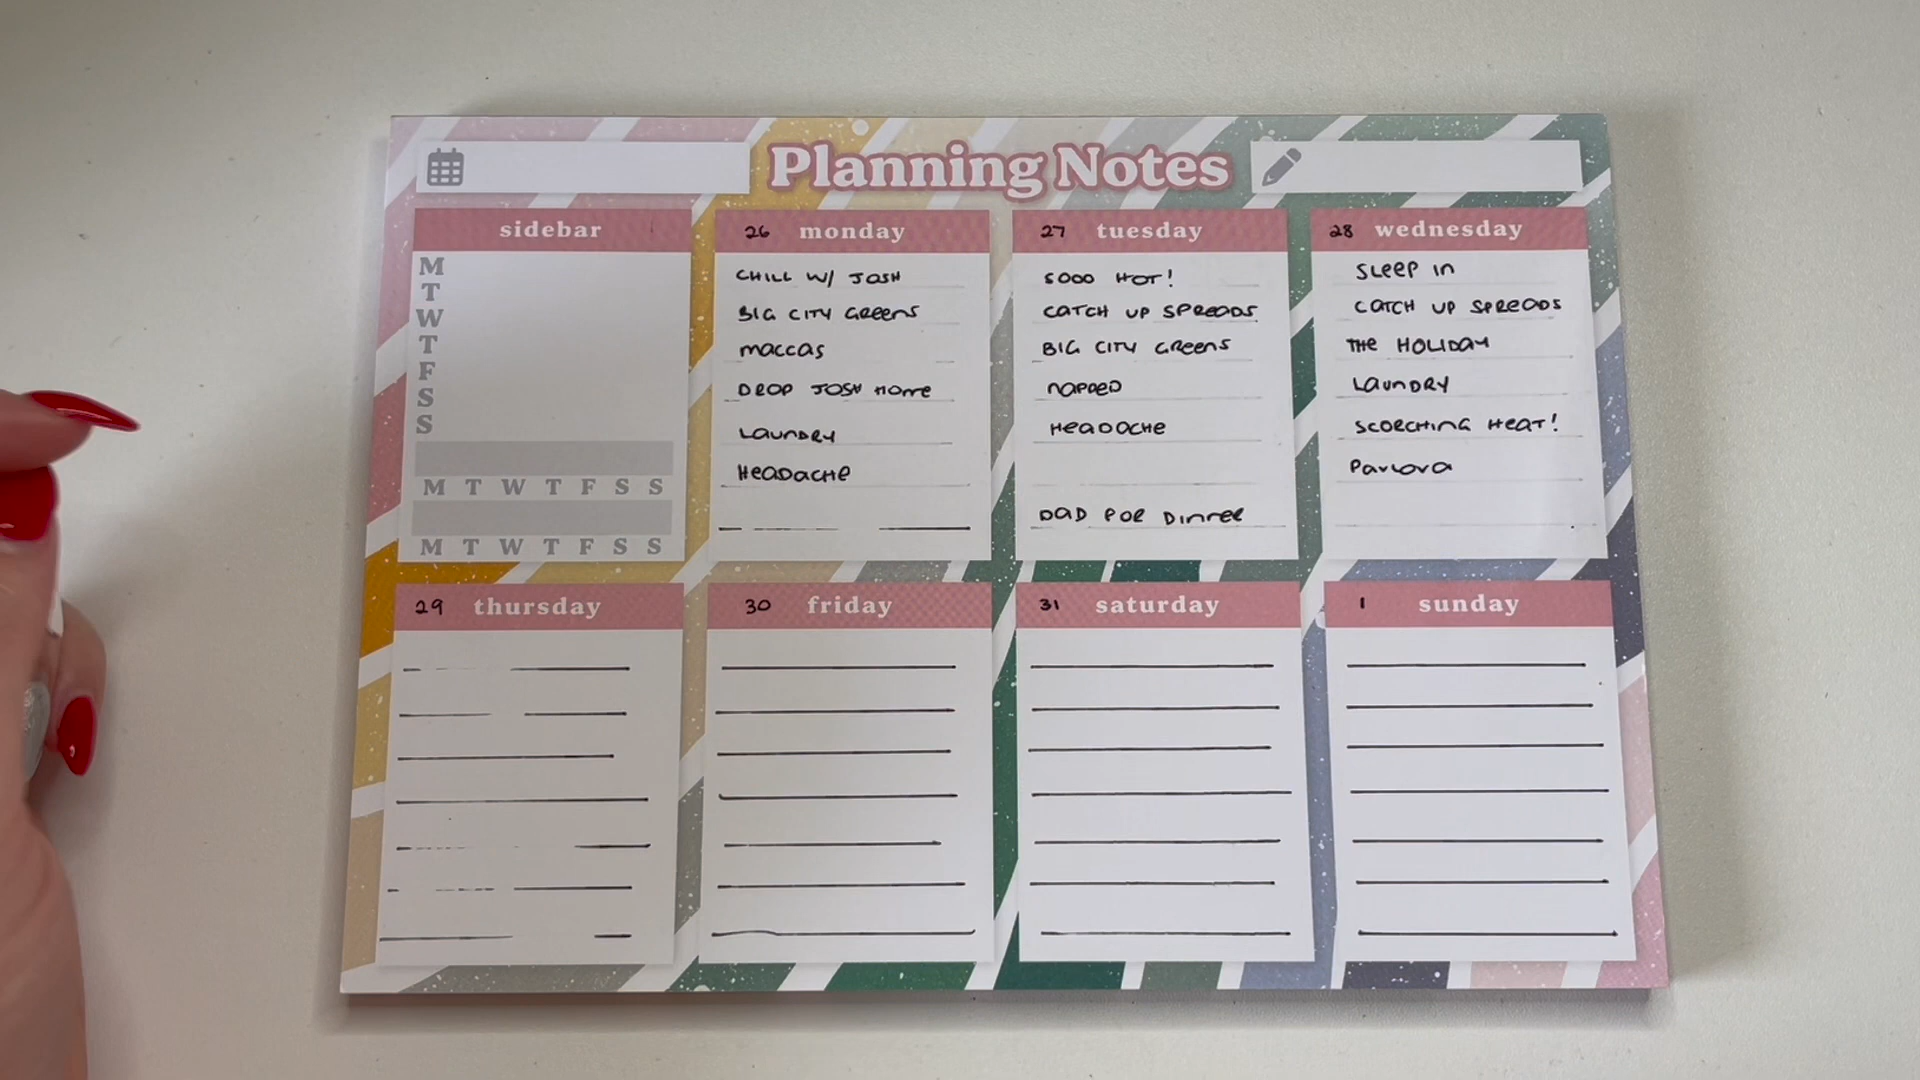 Planning Notes
sidebar
M
T
W
T
F
S
S
M T W T F S S
M T W T F S S
26 monday
CHILL W/ JOSH
BIG CITY GREENS
MACCAS
DROP JOSH HOME
LAUNDRY
HEADACHE
27 tuesday
SOOO HOT!
CATCH UP SPREADS
BIG CITY GREENS
NAPPED
HEADACHE
DAD FOR DINNER
28 wednesday
SLEEP IN
CATCH UP SPREADS
THE HOLIDAY
LAUNDRY
SCORCHING HEAT!
PAVLOVA
29 thursday
30 friday
31 saturday
1 sunday